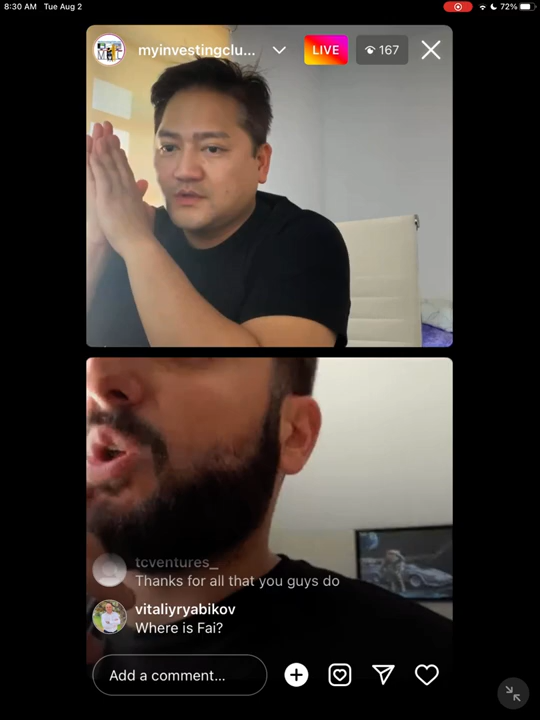 8:30 AM Tue Aug 2
72%
myinvestingclu...
LIVE
167
tcventures_
Thanks for all that you guys do
vitaliyryabikov
Where is Fai?
Add a comment...